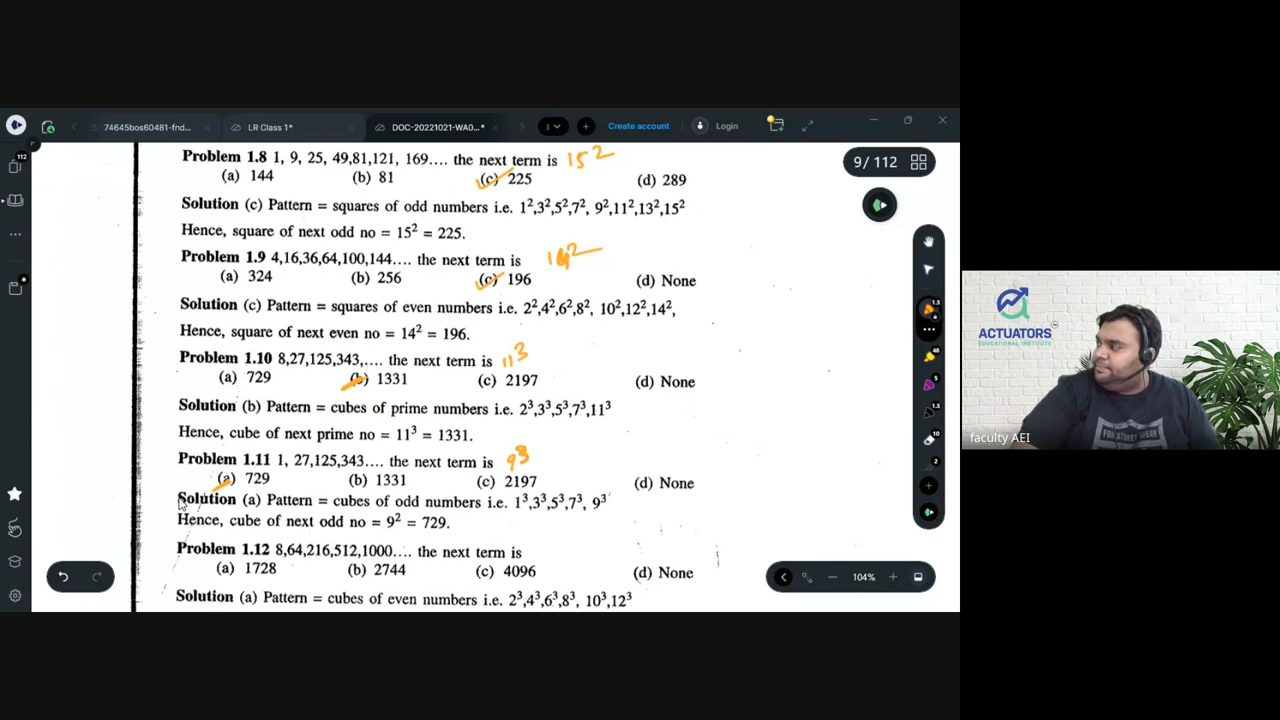 112
74645bos60481-fnd...
LR Class 1*
DOC-20221021-WA0...*
3
Create account
Login
9/112
Problem 1.8 1, 9, 25, 49,81,121, 169.... the next term is 15²
(a) 144 (b) 81 (c) 225 (d) 289
Solution (c) Pattern = squares of odd numbers i.e. 1²,3²,5²,7², 9²,11²,13²,15²
Hence, square of next odd no = 15² = 225.
Problem 1.9 4,16,36,64,100,144.... the next term is 14²
(a) 324 (b) 256 (c) 196 (d) None
Solution (c) Pattern = squares of even numbers i.e. 2²,4²,6²,8², 10²,12²,14²,
Hence, square of next even no = 14² = 196.
Problem 1.10 8,27,125,343,.... the next term is 11³
(a) 729 (b) 1331 (c) 2197 (d) None
Solution (b) Pattern = cubes of prime numbers i.e. 2³,3³,5³,7³,11³
Hence, cube of next prime no = 11³ = 1331.
Problem 1.11 1, 27,125,343.... the next term is 9³
(a) 729 (b) 1331 (c) 2197 (d) None
Solution (a) Pattern = cubes of odd numbers i.e. 1³,3³,5³,7³, 9³
Hence, cube of next odd no = 9² = 729.
Problem 1.12 8,64,216,512,1000.... the next term is
(a) 1728 (b) 2744 (c) 4096 (d) None
Solution (a) Pattern = cubes of even numbers i.e. 2³,4³,6³,8³, 10³,12³
104%
ACTUATORS
EDUCATIONAL INSTITUTE
faculty AEI